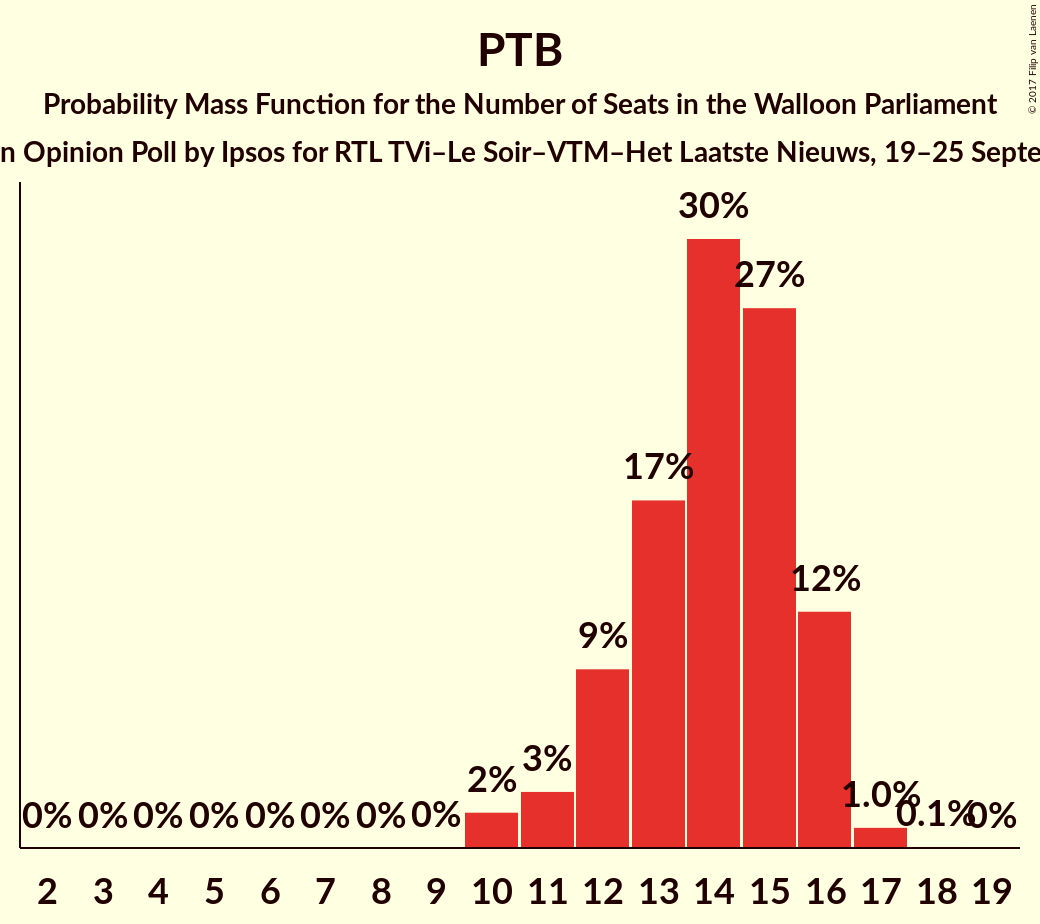 PTB
Probability Mass Function for the Number of Seats in the Walloon Parliament
n Opinion Poll by Ipsos for RTL TVi–Le Soir–VTM–Het Laatste Nieuws, 19–25 Septe
© 2017 Filip van Laenen
30%
27%
17%
12%
9%
3%
2%
1.0%
0% 0% 0% 0% 0% 0% 0% 0% 0.1% 0%
2 3 4 5 6 7 8 9 10 11 12 13 14 15 16 17 18 19